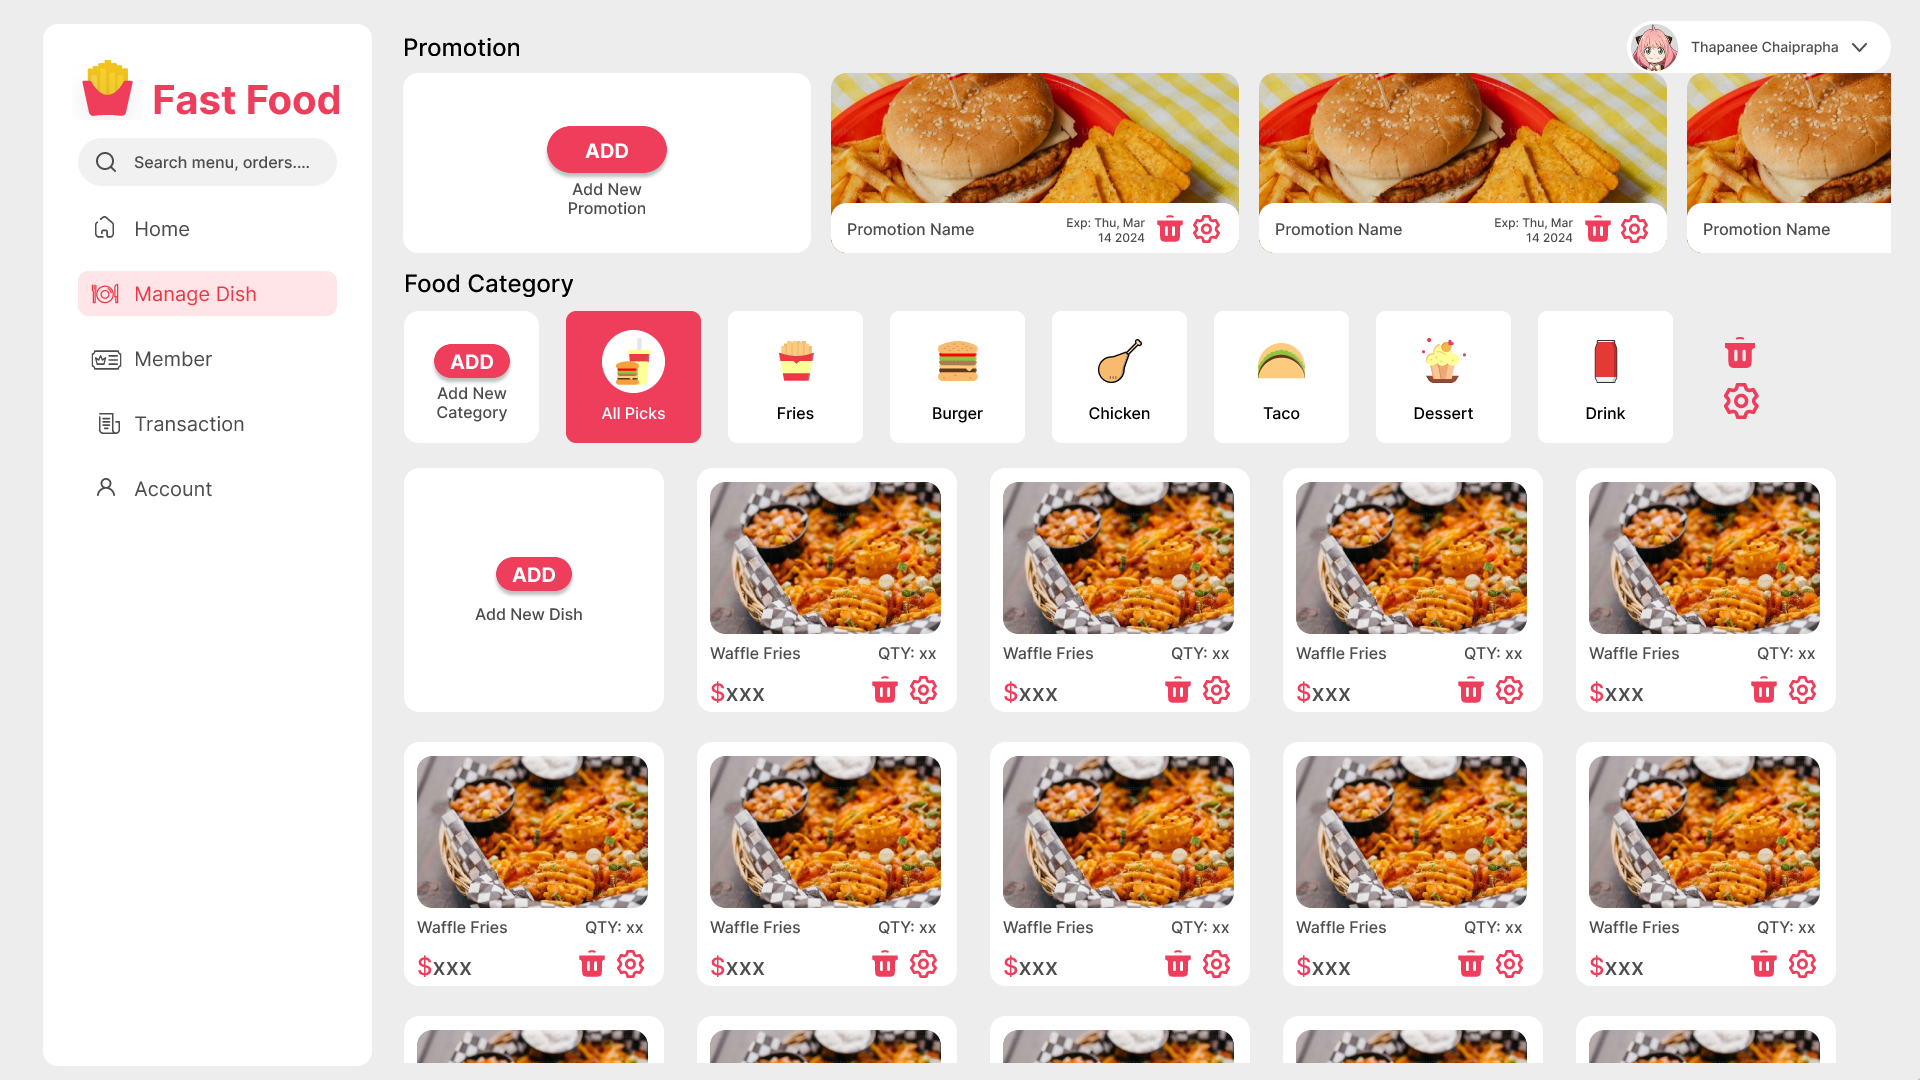 Fast Food
Search menu, orders....
Home
Manage Dish
Member
Transaction
Account
Promotion
Thapanee Chaiprapha
ADD
Add New
Promotion
Promotion Name
Exp: Thu, Mar
14 2024
Promotion Name
Exp: Thu, Mar
14 2024
Promotion Name
Food Category
ADD
Add New
Category
All Picks
Fries
Burger
Chicken
Taco
Dessert
Drink
ADD
Add New Dish
Waffle Fries QTY: xx
$xxx
Waffle Fries QTY: xx
$xxx
Waffle Fries QTY: xx
$xxx
Waffle Fries QTY: xx
$xxx
Waffle Fries QTY: xx
$xxx
Waffle Fries QTY: xx
$xxx
Waffle Fries QTY: xx
$xxx
Waffle Fries QTY: xx
$xxx
Waffle Fries QTY: xx
$xxx